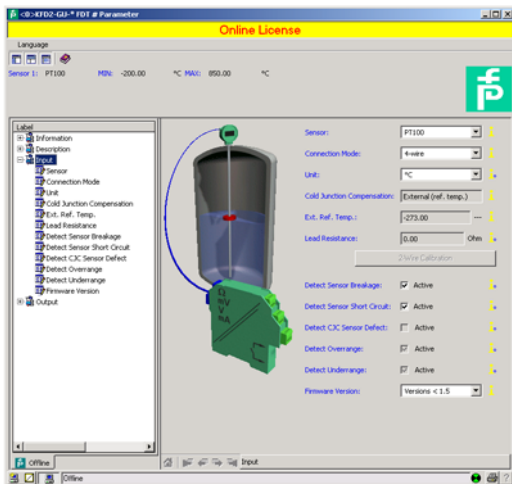 <0>KFD2-GU-* FDT # Parameter
Online License
Language
Sensor 1: PT100 MIN: -200.00 °C MAX: 850.00 °C
Label
Information
Description
Input
Sensor
Connection Mode
Unit
Cold Junction Compensation
Ext. Ref. Temp.
Lead Resistance
Detect Sensor Breakage
Detect Sensor Short Circuit
Detect CJC Sensor Defect
Detect Overrange
Detect Underrange
Firmware Version
Output
Offline
Ω
mV
V
mA
Sensor: PT100
Connection Mode: 4-wire
Unit: °C
Cold Junction Compensation: External (ref. temp.)
Ext. Ref. Temp.: -273.00 ---
Lead Resistance: 0.00 Ohm
2-Wire Calibration
Detect Sensor Breakage: Active
Detect Sensor Short Circuit: Active
Detect CJC Sensor Defect: Active
Detect Overrange: Active
Detect Underrange: Active
Firmware Version: Versions < 1.5
Input
Offline